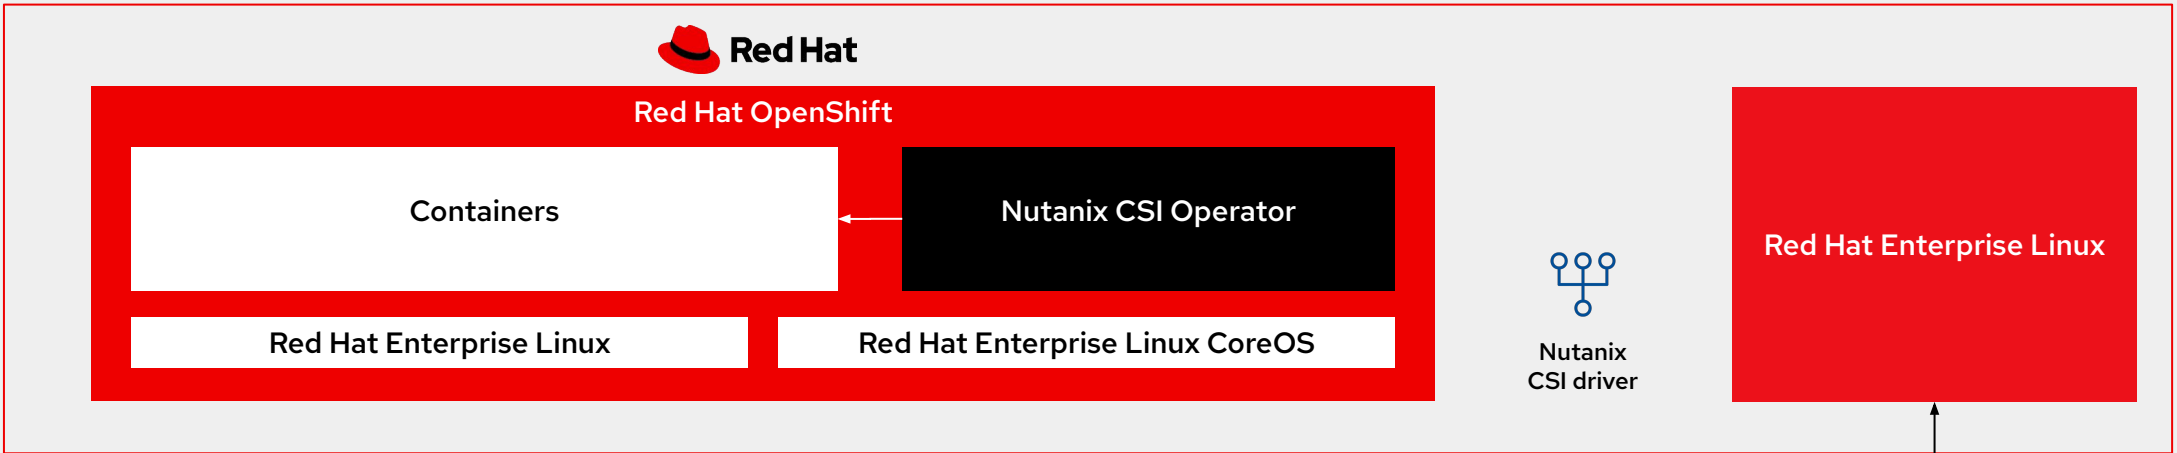 Red Hat
Red Hat OpenShift
Containers
Nutanix CSI Operator
Red Hat Enterprise Linux
Red Hat Enterprise Linux CoreOS
Nutanix
CSI driver
Red Hat Enterprise Linux